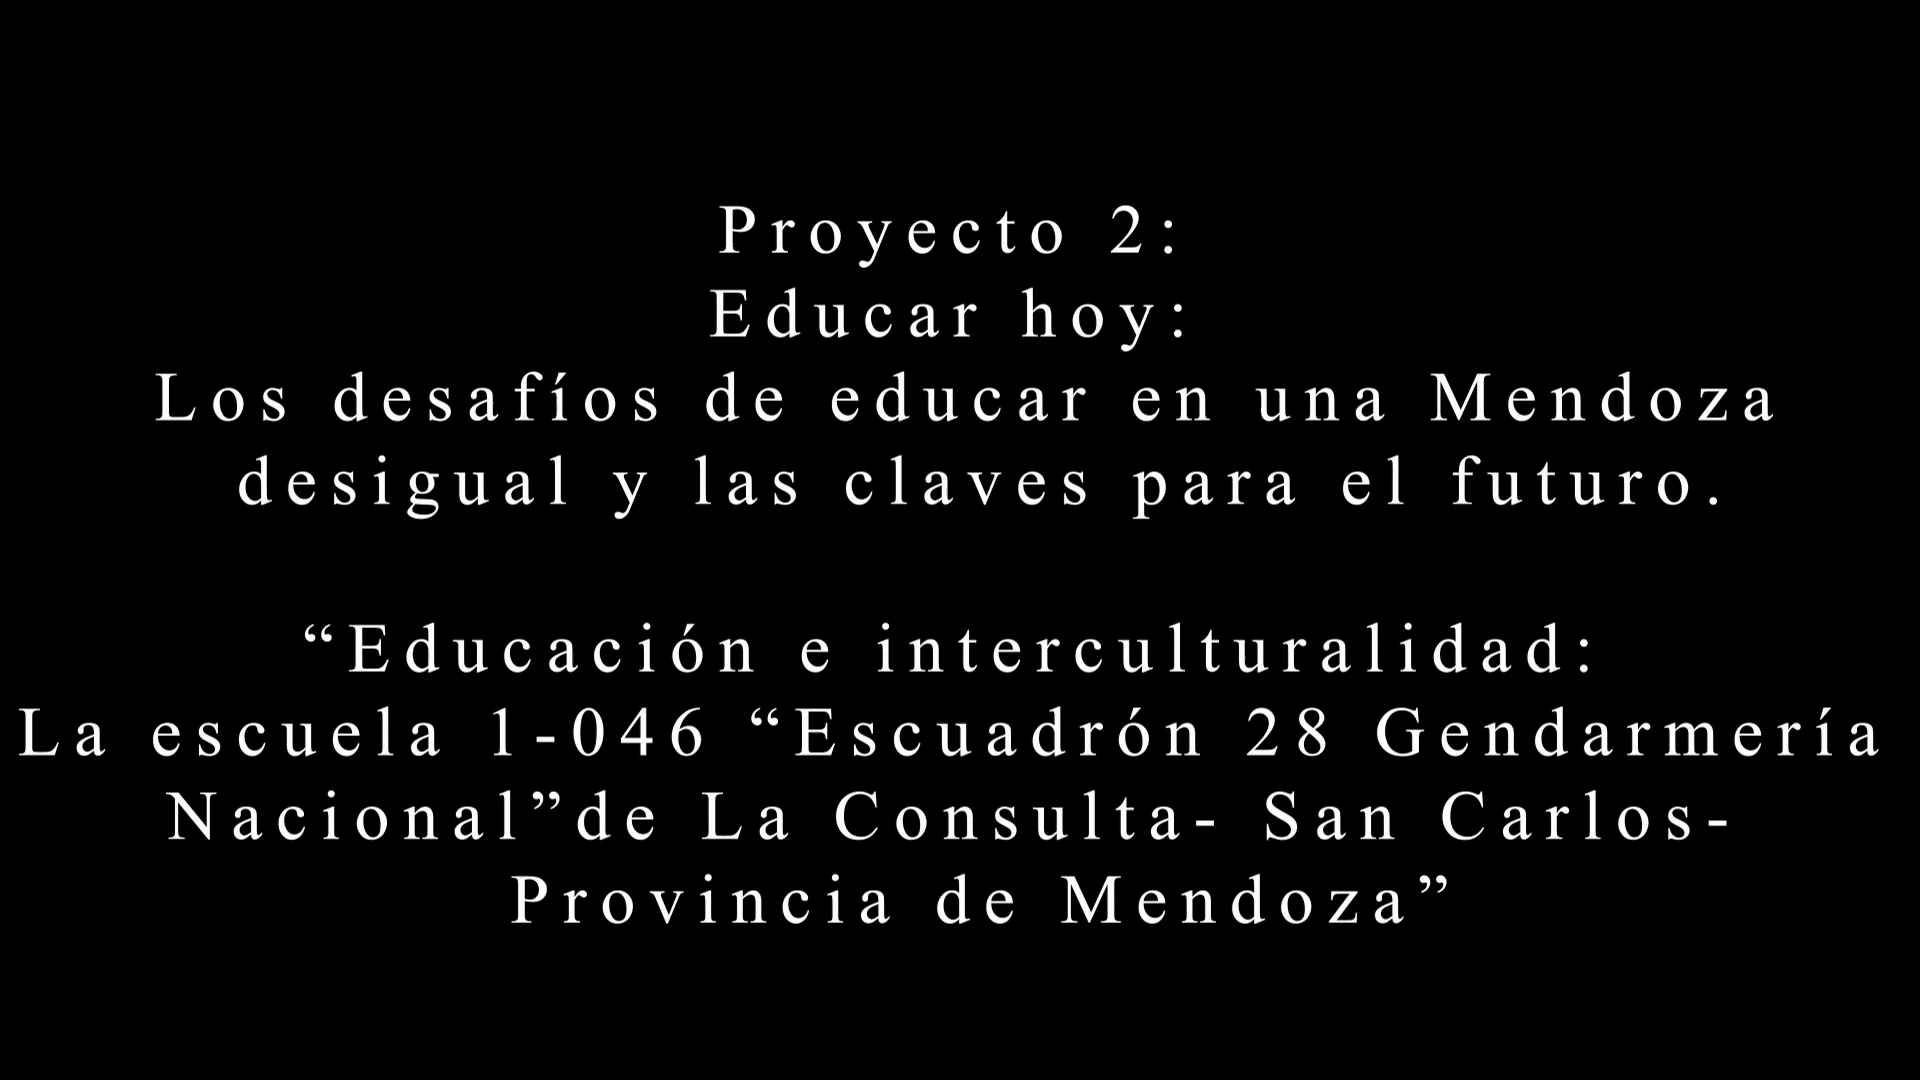 Proyecto 2:
Educar hoy:
Los desafíos de educar en una Mendoza
desigual y las claves para el futuro.
“Educación e interculturalidad:
La escuela 1-046 “Escuadrón 28 Gendarmería
Nacional”de La Consulta- San Carlos-
Provincia de Mendoza”